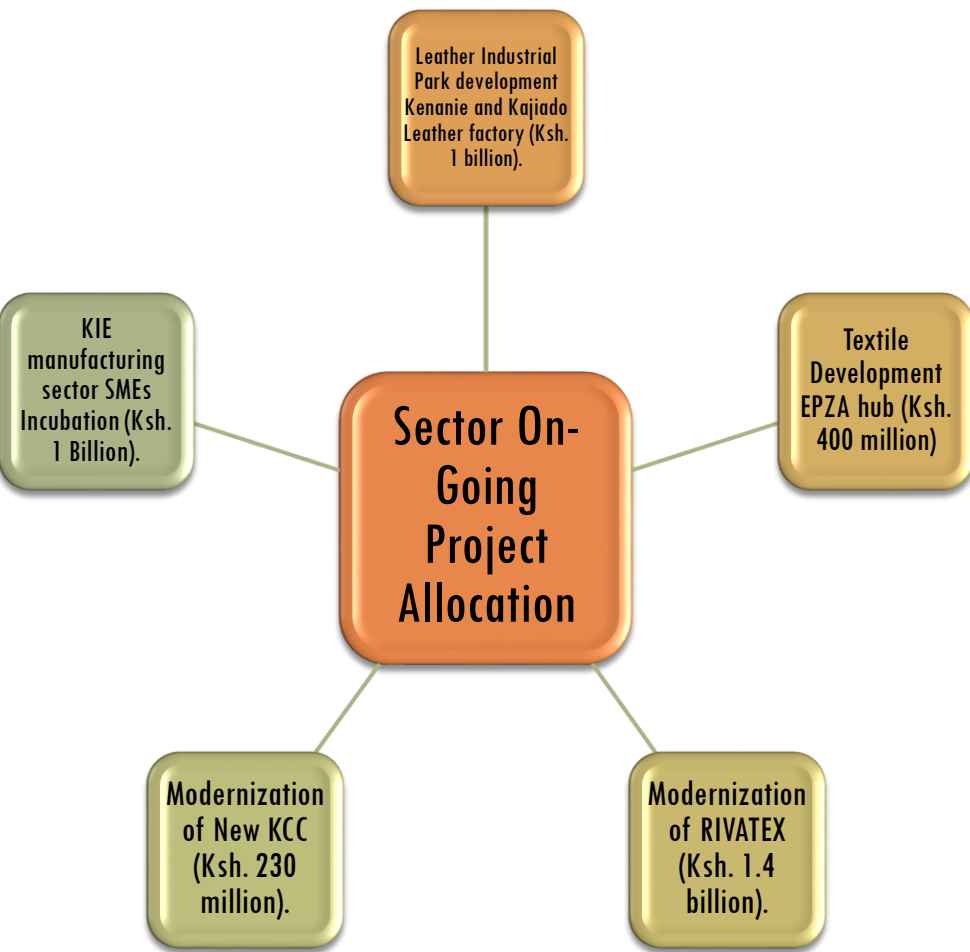 Leather Industrial
Park development
Kenanie and Kajiado
Leather factory (Ksh.
1 billion).
KIE
manufacturing
sector SMEs
Incubation (Ksh.
1 Billion).
Textile
Development
EPZA hub (Ksh.
400 million)
Sector On-
Going
Project
Allocation
Modernization
of New KCC
(Ksh. 230
million).
Modernization
of RIVATEX
(Ksh. 1.4
billion).